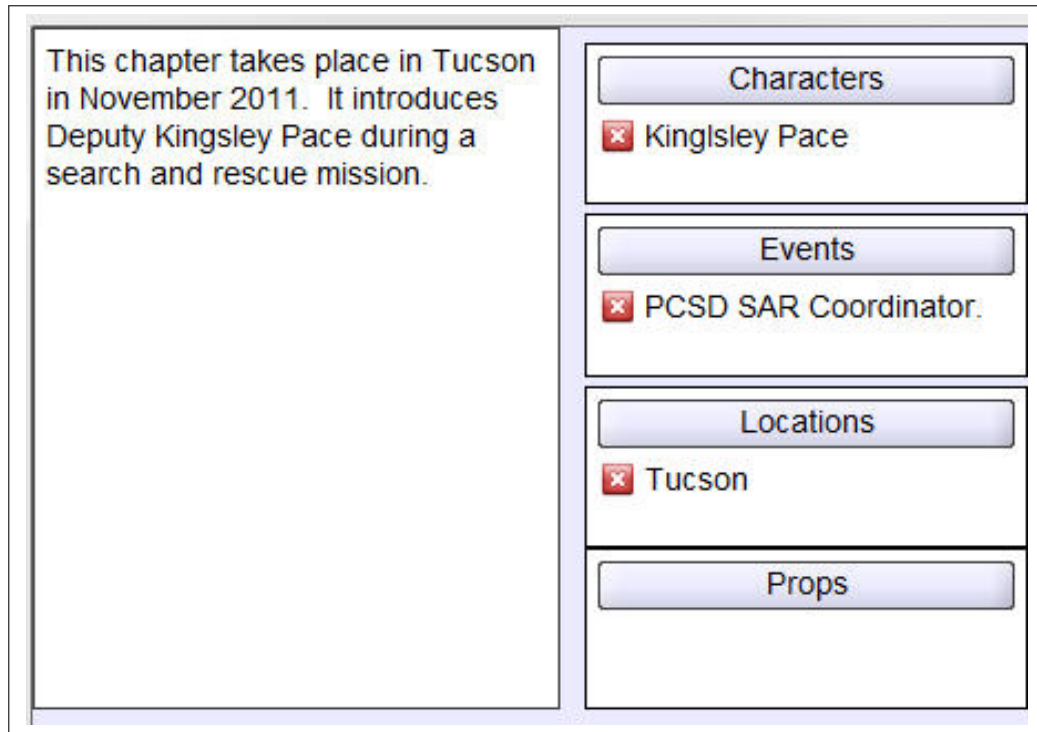 This chapter takes place in Tucson
in November 2011.  It introduces
Deputy Kingsley Pace during a
search and rescue mission.
Characters
Kinglsley Pace
Events
PCSD SAR Coordinator.
Locations
Tucson
Props